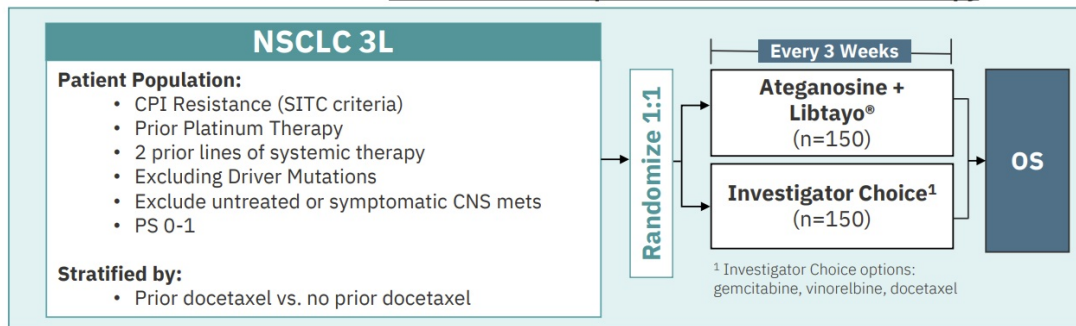 NSCLC 3L
Patient Population:
• CPI Resistance (SITC criteria)
• Prior Platinum Therapy
• 2 prior lines of systemic therapy
• Excluding Driver Mutations
• Exclude untreated or symptomatic CNS mets
• PS 0-1
Stratified by:
• Prior docetaxel vs. no prior docetaxel
Randomize 1:1
Every 3 Weeks
Ateganosine +
Libtayo®
(n=150)
Investigator Choice¹
(n=150)
¹ Investigator Choice options:
gemcitabine, vinorelbine, docetaxel
OS